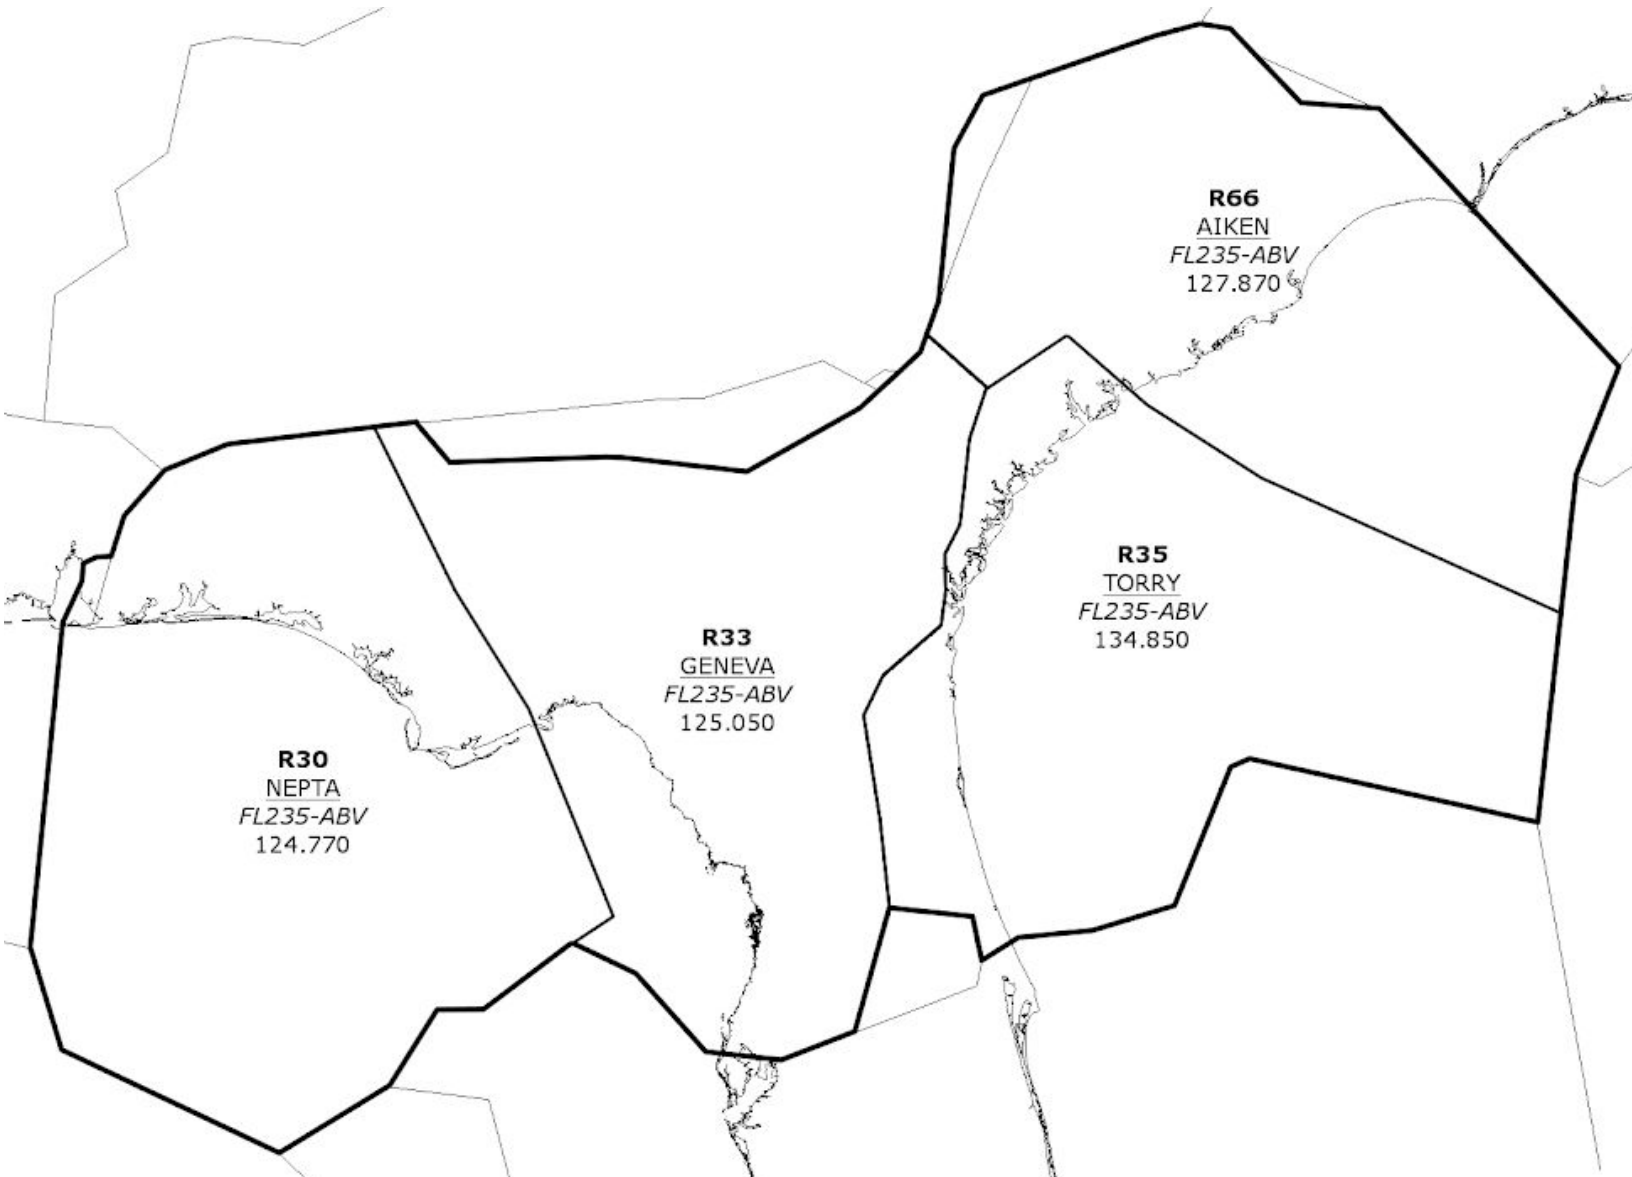 R66
AIKEN
FL235-ABV
127.870
R35
TORRY
FL235-ABV
134.850
R33
GENEVA
FL235-ABV
125.050
R30
NEPTA
FL235-ABV
124.770